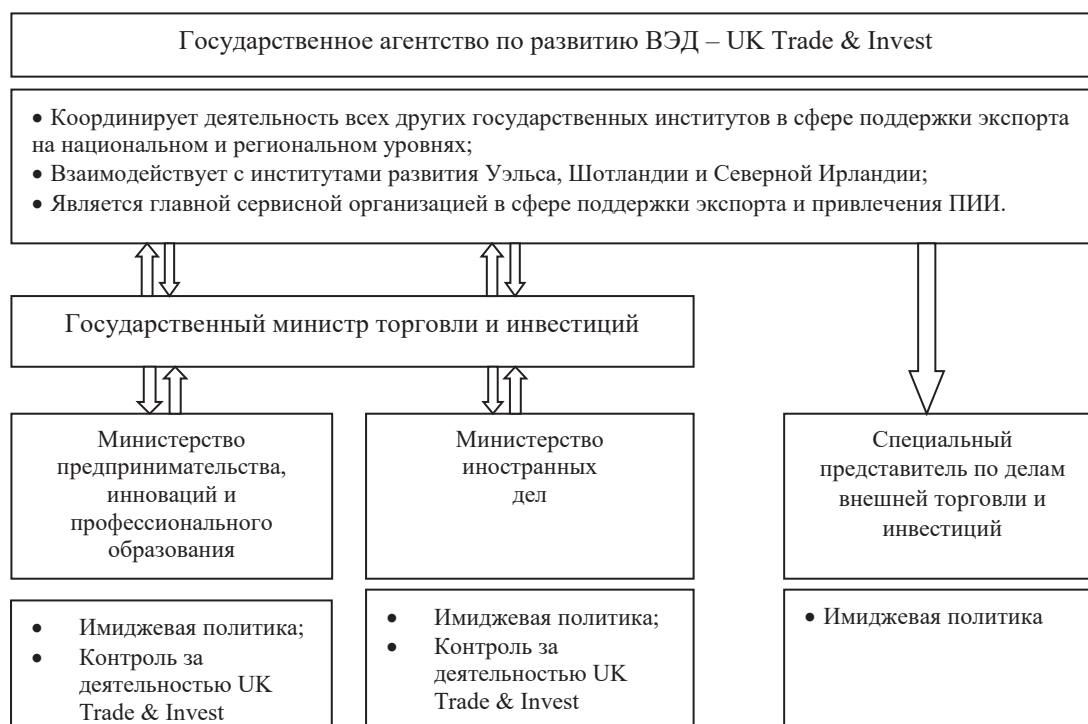 Государственное агентство по развитию ВЭД – UK Trade & Invest
• Координирует деятельность всех других государственных институтов в сфере поддержки экспорта
на национальном и региональном уровнях;
• Взаимодействует с институтами развития Уэльса, Шотландии и Северной Ирландии;
• Является главной сервисной организацией в сфере поддержки экспорта и привлечения ПИИ.
Государственный министр торговли и инвестиций
Министерство
предпринимательства,
инноваций и
профессионального
образования
Министерство
иностранных
дел
Специальный
представитель по делам
внешней торговли и
инвестиций
• Имиджевая политика;
• Контроль за
деятельностью UK
Trade & Invest
• Имиджевая политика;
• Контроль за
деятельностью UK
Trade & Invest
• Имиджевая политика